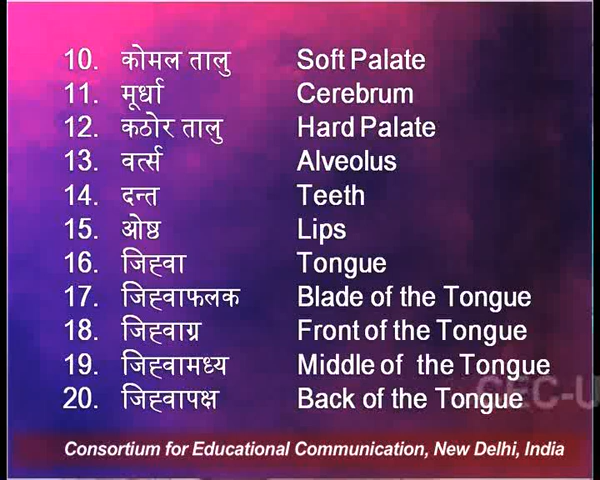 10. कोमल तालु Soft Palate
11. मूर्धा Cerebrum
12. कठोर तालु Hard Palate
13. वर्त्स Alveolus
14. दन्त Teeth
15. ओष्ठ Lips
16. जिह्वा Tongue
17. जिह्वाफलक Blade of the Tongue
18. जिह्वाग्र Front of the Tongue
19. जिह्वामध्य Middle of the Tongue
20. जिह्वापक्ष Back of the Tongue
CEC-U
Consortium for Educational Communication, New Delhi, India